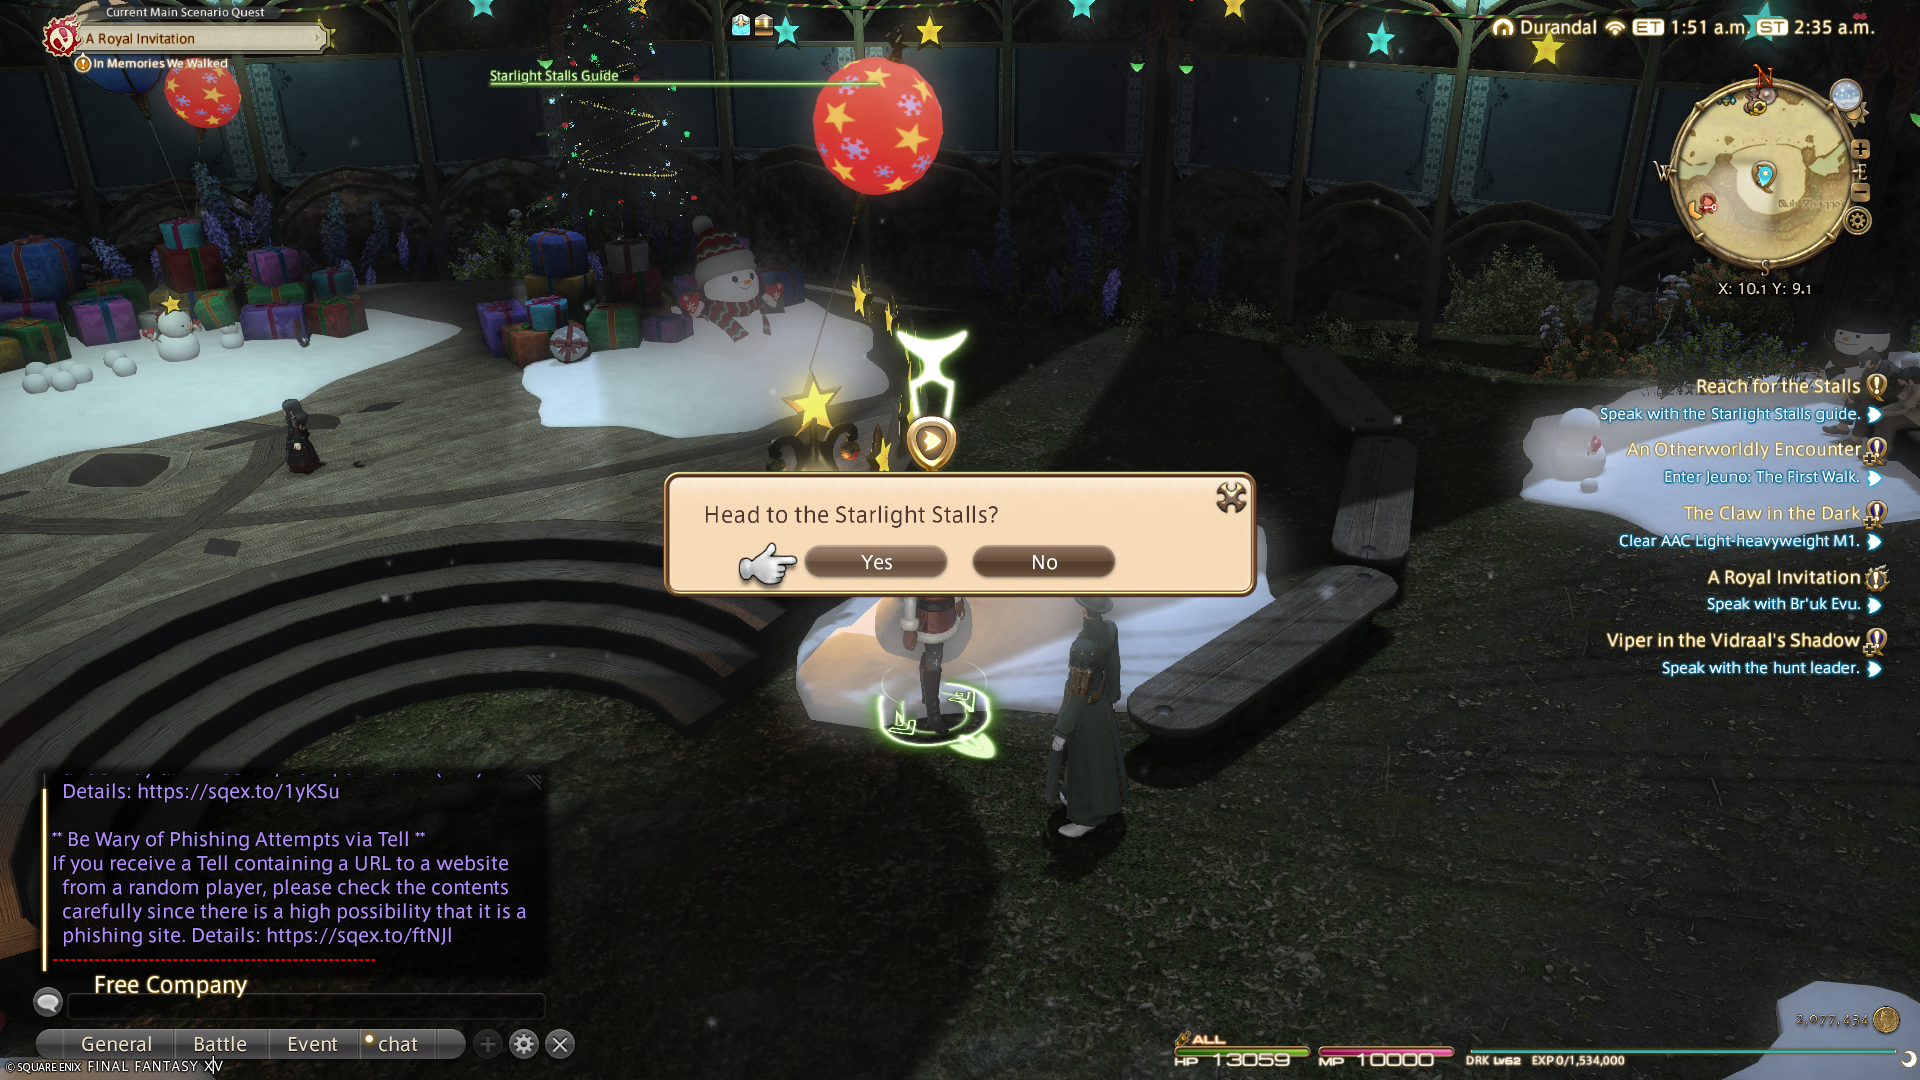 Current Main Scenario Quest
A Royal Invitation
In Memories We Walked
Starlight Stalls Guide
Durandal ET 1:51 a.m. ST 2:35 a.m.
N
W
E
S
X: 10.1 Y: 9.1
Reach for the Stalls
Speak with the Starlight Stalls guide.
An Otherworldly Encounter
Enter Jeuno: The First Walk.
The Claw in the Dark
Clear AAC Light-heavyweight M1.
A Royal Invitation
Speak with Br'uk Evu.
Viper in the Vidraal's Shadow
Speak with the hunt leader.
Head to the Starlight Stalls?
Yes
No
Details: https://sqex.to/1yKSu
** Be Wary of Phishing Attempts via Tell **
If you receive a Tell containing a URL to a website
from a random player, please check the contents
carefully since there is a high possibility that it is a
phishing site. Details: https://sqex.to/ftNJl
--------------------------------------------------
Free Company
General Battle Event chat
© SQUARE ENIX FINAL FANTASY XIV
ALL
HP 13059 MP 10000 DRK Lv62 EXP 0/1,534,000
2,077,434